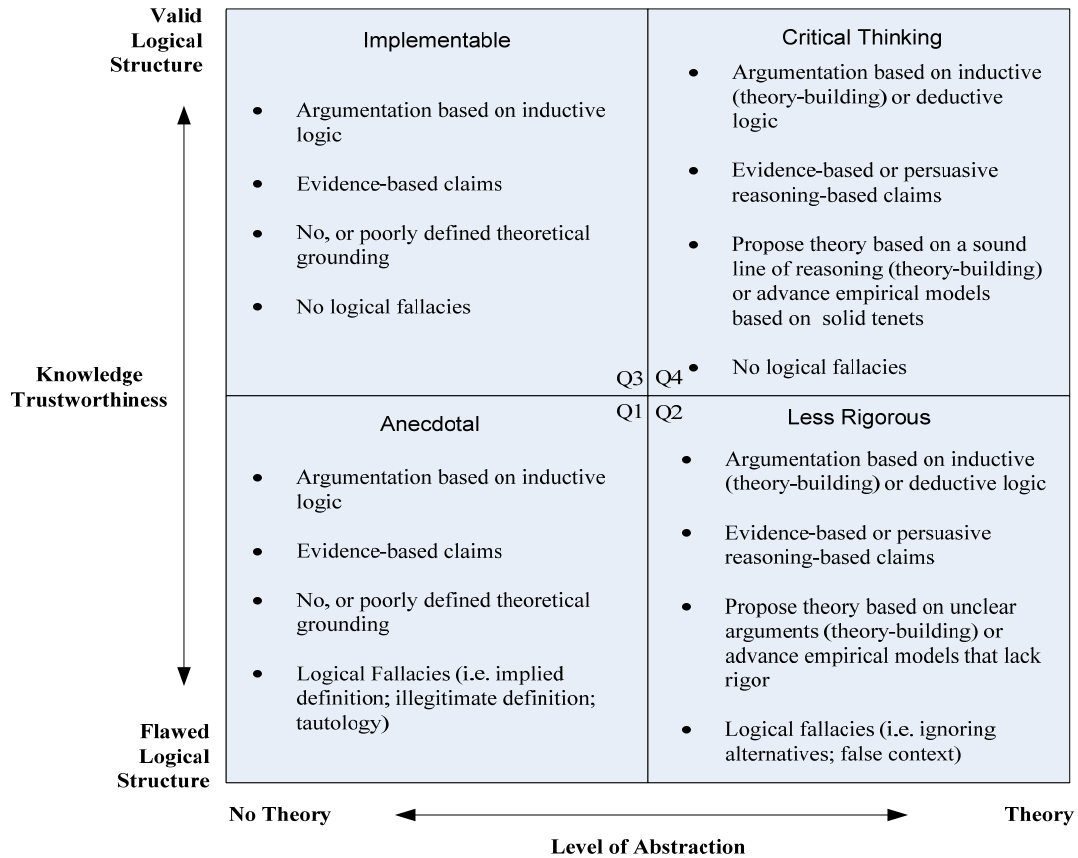 Valid
Logical
Structure
Implementable
• Argumentation based on inductive
logic
• Evidence-based claims
• No, or poorly defined theoretical
grounding
• No logical fallacies
Q3
Critical Thinking
• Argumentation based on inductive
(theory-building) or deductive
logic
• Evidence-based or persuasive
reasoning-based claims
• Propose theory based on a sound
line of reasoning (theory-building)
or advance empirical models
based on solid tenets
• No logical fallacies
Q4
Knowledge
Trustworthiness
Q1
Anecdotal
• Argumentation based on inductive
logic
• Evidence-based claims
• No, or poorly defined theoretical
grounding
• Logical Fallacies (i.e. implied
definition; illegitimate definition;
tautology)
Q2
Less Rigorous
• Argumentation based on inductive
(theory-building) or deductive logic
• Evidence-based or persuasive
reasoning-based claims
• Propose theory based on unclear
arguments (theory-building) or
advance empirical models that lack
rigor
• Logical fallacies (i.e. ignoring
alternatives; false context)
Flawed
Logical
Structure
No Theory
Theory
Level of Abstraction